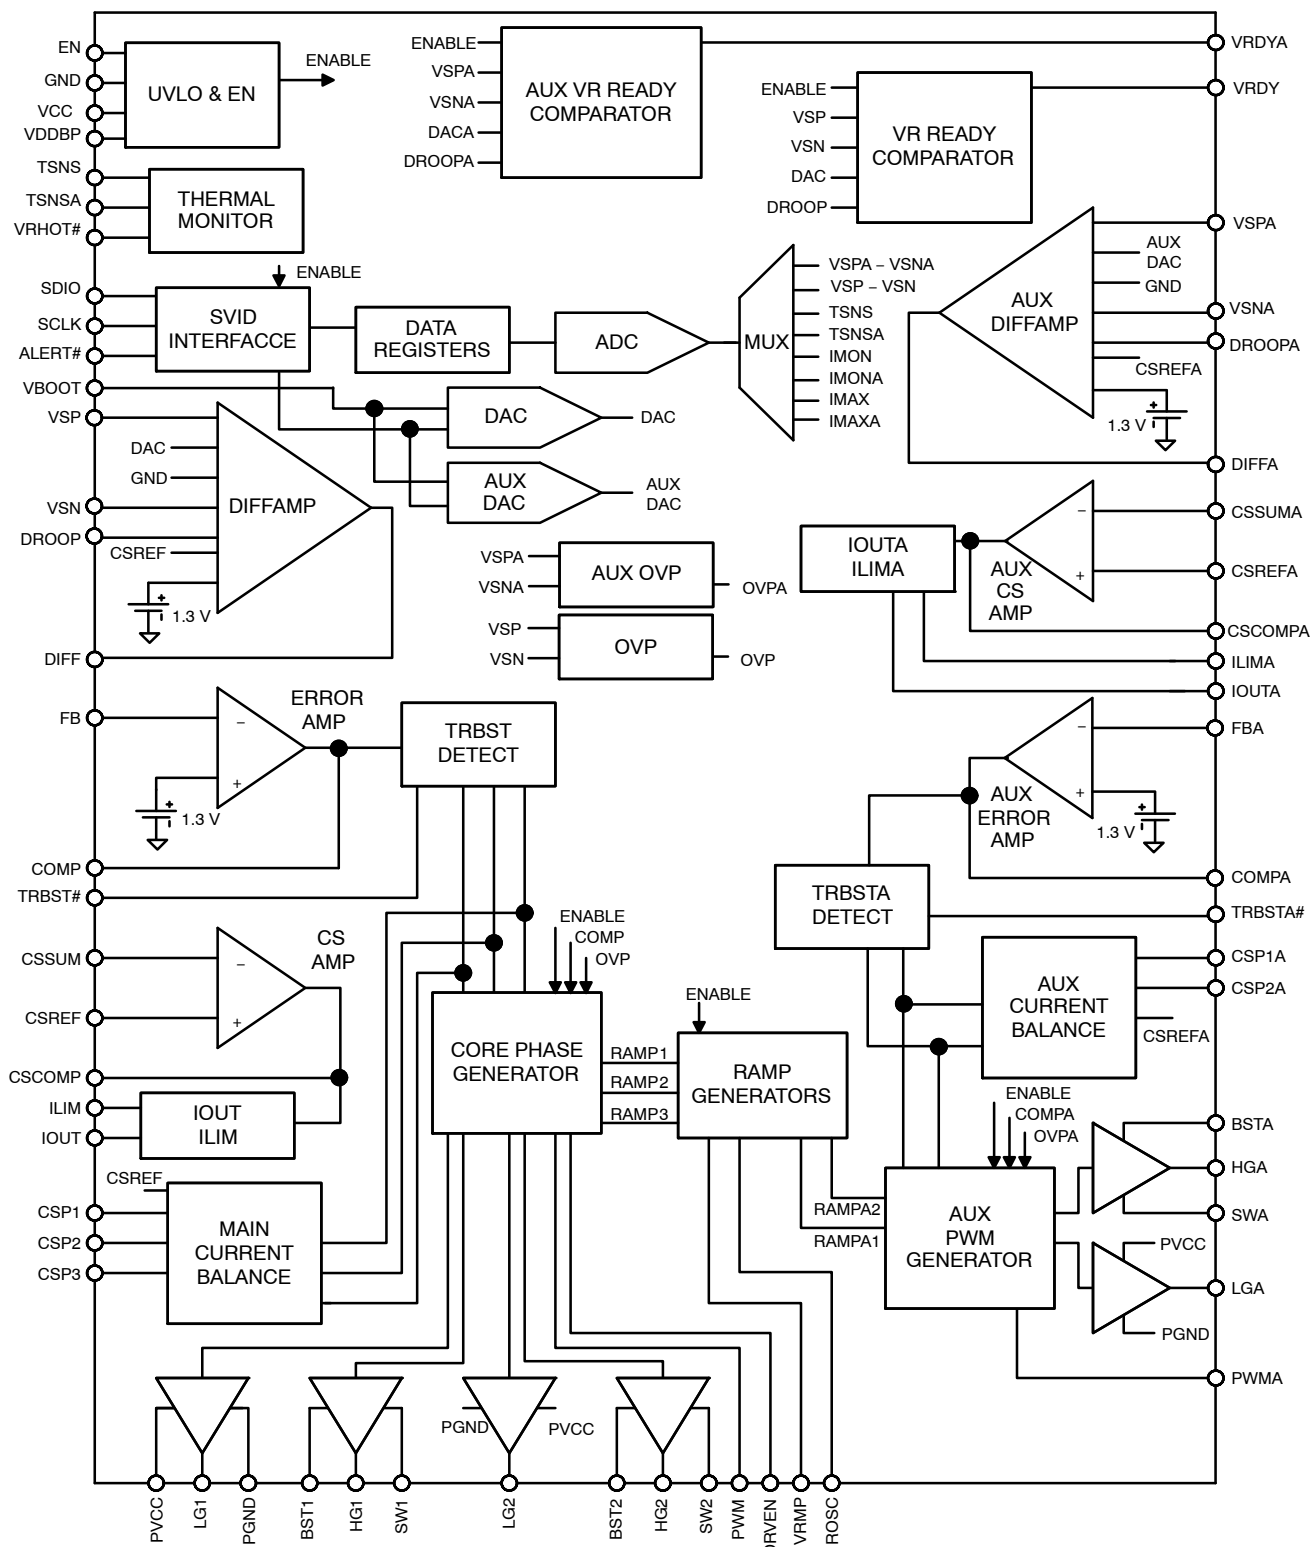 EN
GND
VCC
VDDBP
UVLO & EN
ENABLE
TSNS
TSNSA
VRHOT#
THERMAL
MONITOR
ENABLE
VSPA
VSNA
DACA
DROOPA
AUX VR READY
COMPARATOR
VRDYA
ENABLE
VSP
VSN
DAC
DROOP
VR READY
COMPARATOR
VRDY
SDIO
SCLK
ALERT#
ENABLE
SVID
INTERFACCE
DATA
REGISTERS
ADC
MUX
VSPA – VSNA
VSP – VSN
TSNS
TSNSA
IMON
IMONA
IMAX
IMAXA
AUX
DIFFAMP
AUX
DAC
GND
CSREFA
1.3 V
+
VSPA
VSNA
DROOPA
DIFFA
VBOOT
VSP
DAC
GND
VSN
DROOP
CSREF
DIFFAMP
+
1.3 V
DIFF
DAC
DAC
AUX
DAC
AUX
DAC
VSPA
VSNA
AUX OVP
OVPA
VSP
VSN
OVP
OVP
IOUTA
ILIMA
AUX
CS
AMP
−
+
CSSUMA
CSREFA
CSCOMPA
ILIMA
IOUTA
FB
−
+
ERROR
AMP
+
1.3 V
COMP
TRBST#
TRBST
DETECT
−
+
AUX
ERROR
AMP
+
1.3 V
FBA
COMPA
TRBSTA#
TRBSTA
DETECT
CSSUM
CSREF
−
+
CS
AMP
CSCOMP
ILIM
IOUT
IOUT
ILIM
ENABLE
COMP
OVP
CORE PHASE
GENERATOR
RAMP1
RAMP2
RAMP3
ENABLE
RAMP
GENERATORS
AUX
CURRENT
BALANCE
CSP1A
CSP2A
CSREFA
CSREF
CSP1
CSP2
CSP3
MAIN
CURRENT
BALANCE
RAMPA2
RAMPA1
ENABLE
COMPA
OVPA
AUX
PWM
GENERATOR
BSTA
HGA
SWA
PVCC
LGA
PGND
PWMA
PGND
PVCC
PVCC
LG1
PGND
BST1
HG1
SW1
LG2
BST2
HG2
SW2
PWM
DRVEN
VRMP
ROSC